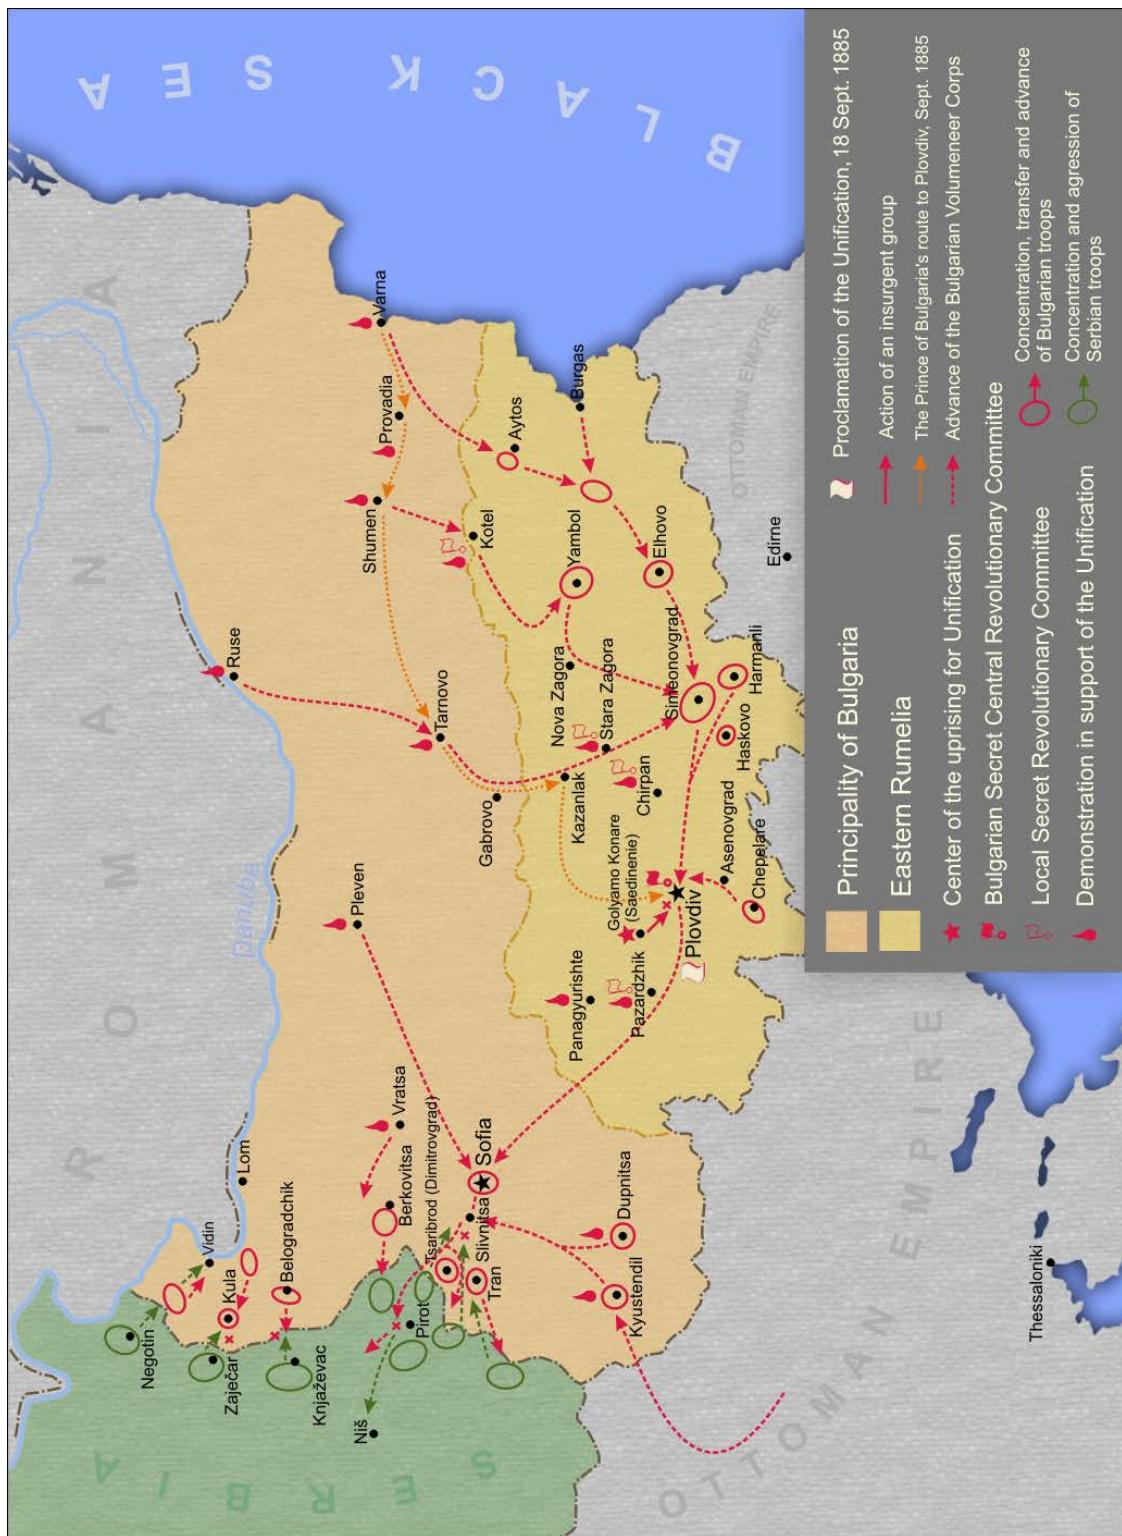 ROMANIA
BLACK SEA
SERBIA
OTTOMAN EMPIRE
OTTOMAN EMPIRE
Danube
Negotin
Vidin
Zaječar
Kula
Lom
Belogradchik
Knjaževac
Niš
Pirot
Berkovitsa
Vratsa
Tsaribrod (Dimitrovgrad)
Slivnitsa
Sofia
Tran
Kyustendil
Dupnitsa
Pleven
Ruse
Tarnovo
Gabrovo
Shumen
Provadia
Varna
Kotel
Aytos
Burgas
Yambol
Elhovo
Nova Zagora
Stara Zagora
Kazanlak
Chirpan
Simeonovgrad
Harmanli
Haskovo
Golyamo Konare
(Saedinenie)
Plovdiv
Asenovgrad
Chepelare
Panagyurishte
Pazardzhik
Edirne
Thessaloniki
Principality of Bulgaria
Eastern Rumelia
Center of the uprising for Unification
Bulgarian Secret Central Revolutionary Committee
Local Secret Revolutionary Committee
Demonstration in support of the Unification
Proclamation of the Unification, 18 Sept. 1885
Action of an insurgent group
The Prince of Bulgaria's route to Plovdiv, Sept. 1885
Advance of the Bulgarian Volumeneer Corps
Concentration, transfer and advance
of Bulgarian troops
Concentration and agression of
Serbian troops